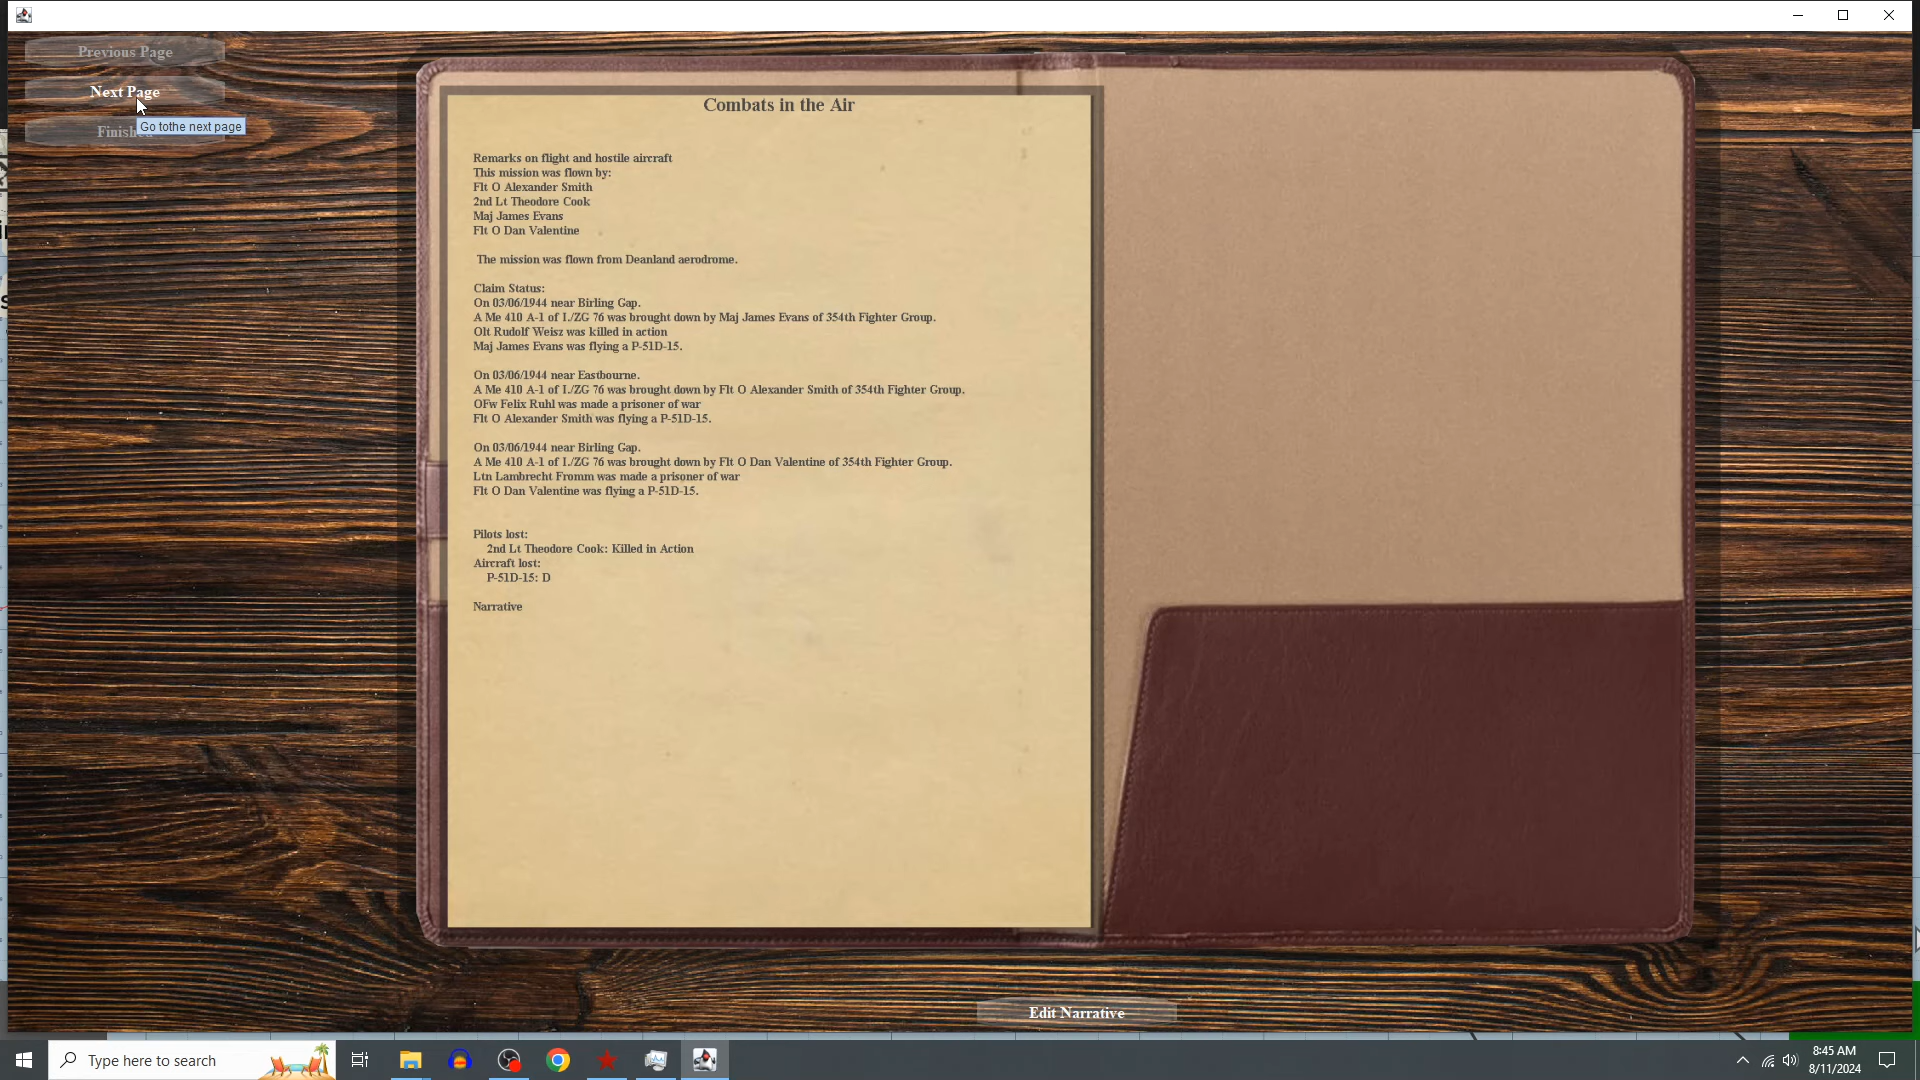 Previous Page
Next Page
Go tothe next page
Combats in the Air
Remarks on flight and hostile aircraft
This mission was flown by:
Flt O Alexander Smith
2nd Lt Theodore Cook
Maj James Evans
Flt O Dan Valentine
The mission was flown from Deanland aerodrome.
Claim Status:
On 03/06/1944 near Birling Gap.
A Me 410 A-1 of I./ZG 76 was brought down by Maj James Evans of 354th Fighter Group.
Olt Rudolf Weisz was killed in action
Maj James Evans was flying a P-51D-15.
On 03/06/1944 near Eastbourne.
A Me 410 A-1 of I./ZG 76 was brought down by Flt O Alexander Smith of 354th Fighter Group.
OFw Felix Ruhl was made a prisoner of war
Flt O Alexander Smith was flying a P-51D-15.
On 03/06/1944 near Birling Gap.
A Me 410 A-1 of I./ZG 76 was brought down by Flt O Dan Valentine of 354th Fighter Group.
Ltn Lambrecht Fromm was made a prisoner of war
Flt O Dan Valentine was flying a P-51D-15.
Pilots lost:
2nd Lt Theodore Cook: Killed in Action
Aircraft lost:
P-51D-15: D
Narrative
Edit Narrative
Type here to search
8:45 AM
8/11/2024